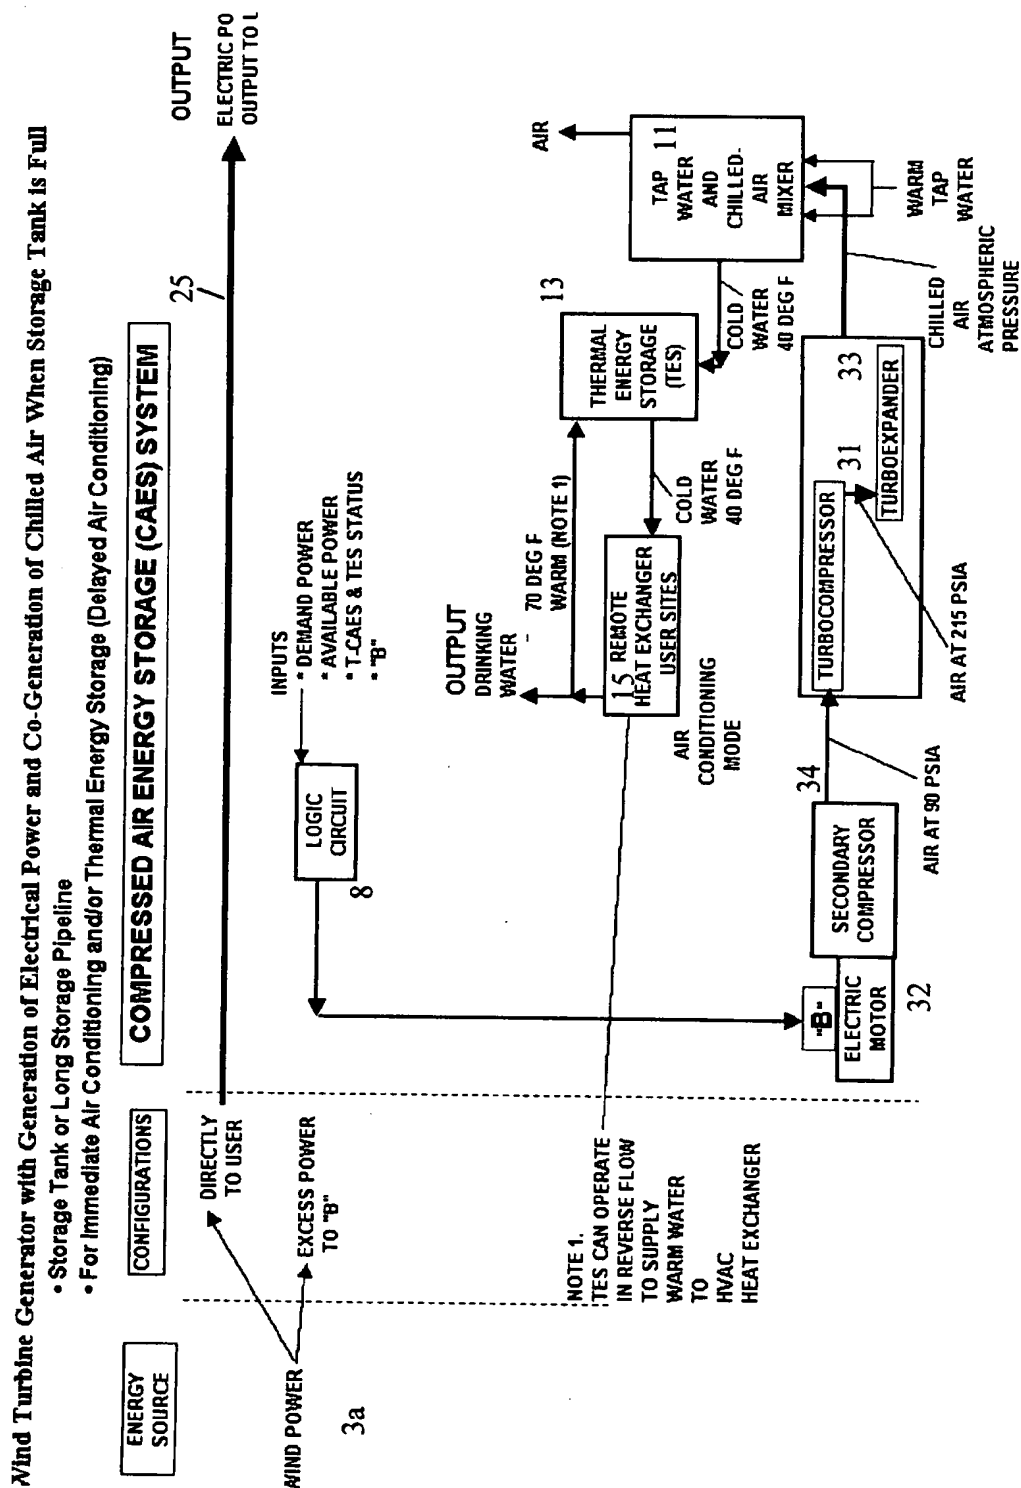 Wind Turbine Generator with Generation of Electrical Power and Co-Generation of Chilled Air When Storage Tank is Full
• Storage Tank or Long Storage Pipeline
• For Immediate Air Conditioning and/or Thermal Energy Storage (Delayed Air Conditioning)
ENERGY
SOURCE
CONFIGURATIONS
COMPRESSED AIR ENERGY STORAGE (CAES) SYSTEM
OUTPUT
25
ELECTRIC PO
OUTPUT TO
DIRECTLY
TO USER
WIND POWER
3a
EXCESS POWER
TO "B"
INPUTS
* DEMAND POWER
* AVAILABLE POWER
* T-CAES & TES STATUS
* "B"
LOGIC
CIRCUIT
8
OUTPUT
DRINKING
WATER
70 DEG F
WARM (NOTE 1)
13
THERMAL
ENERGY
STORAGE
(TES)
AIR
TAP 11
WATER
AND
CHILLED-
AIR
MIXER
15 REMOTE
HEAT EXCHANGER
USER SITES
COLD
WATER
40 DEG F
COLD
WATER
40 DEG F
AIR
CONDITIONING
MODE
NOTE 1.
TES CAN OPERATE
IN REVERSE FLOW
TO SUPPLY
WARM WATER
TO
HVAC
HEAT EXCHANGER
"B"
ELECTRIC
MOTOR
32
SECONDARY
COMPRESSOR
34
AIR AT 90 PSIA
TURBOCOMPRESSOR
31
33
TURBOEXPANDER
AIR AT 215 PSIA
WARM
TAP
WATER
CHILLED
AIR
ATMOSPHERIC
PRESSURE